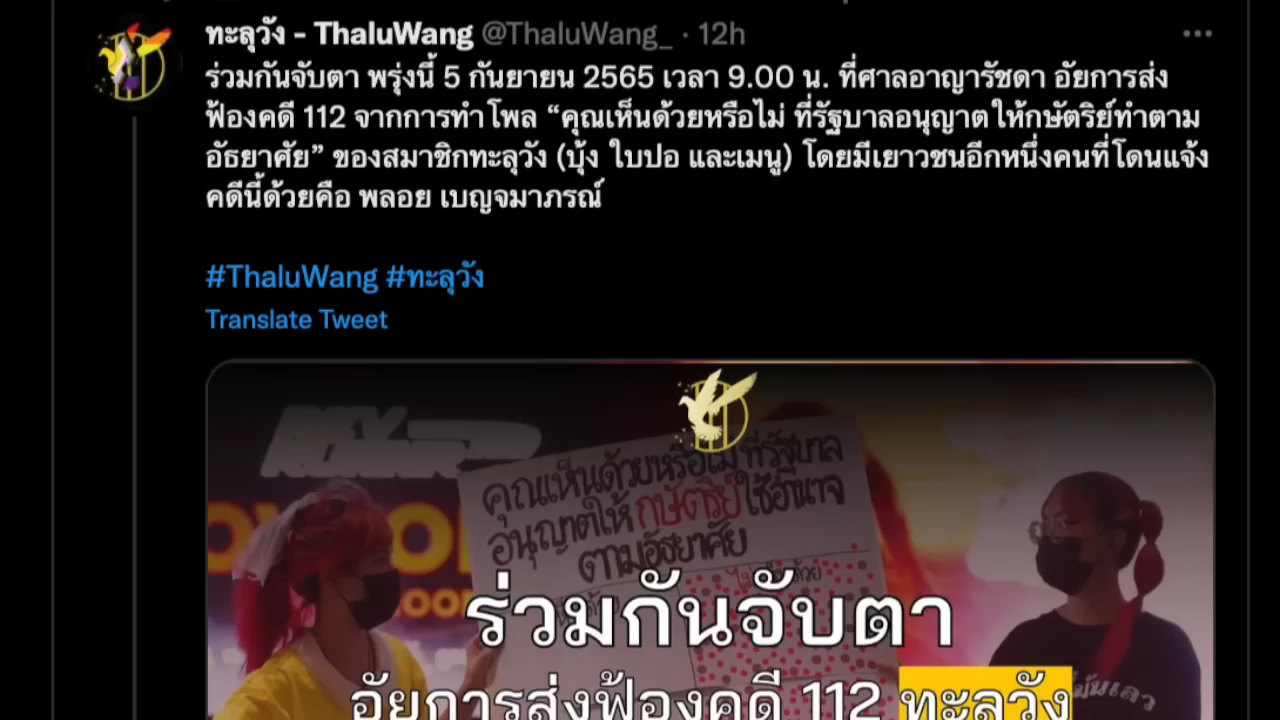 ทะลุวัง - ThaluWang @ThaluWang_ · 12h
ร่วมกันจับตา พรุ่งนี้ 5 กันยายน 2565 เวลา 9.00 น. ที่ศาลอาญารัชดา อัยการส่ง
ฟ้องคดี 112 จากการทำโพล “คุณเห็นด้วยหรือไม่ ที่รัฐบาลอนุญาตให้กษัตริย์ทำตาม
อัธยาศัย” ของสมาชิกทะลุวัง (บุ้ง ใบปอ และเมนู) โดยมีเยาวชนอีกหนึ่งคนที่โดนแจ้ง
คดีนี้ด้วยคือ พลอย เบญจมาภรณ์
#ThaluWang #ทะลุวัง
Translate Tweet
คุณเห็นด้วยหรือไม่ ที่รัฐบาล
อนุญาตให้ กษัตริย์ ใช้อำนาจ
ตามอัธยาศัย
ร่วมกันจับตา
อัยการส่งฟ้องคดี 112 ทะลุวัง